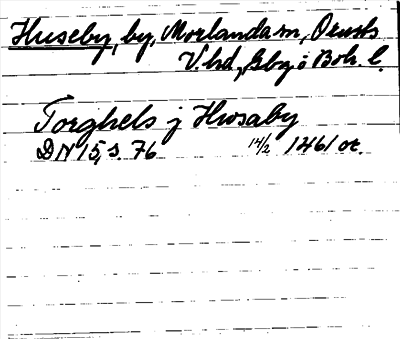 Huseby, by, Morlanda sn, Orusts
V. hd, Gbg o Boh. l.
Torghels j Hwsaby
DN 15, s. 76 14/2 1461 or.